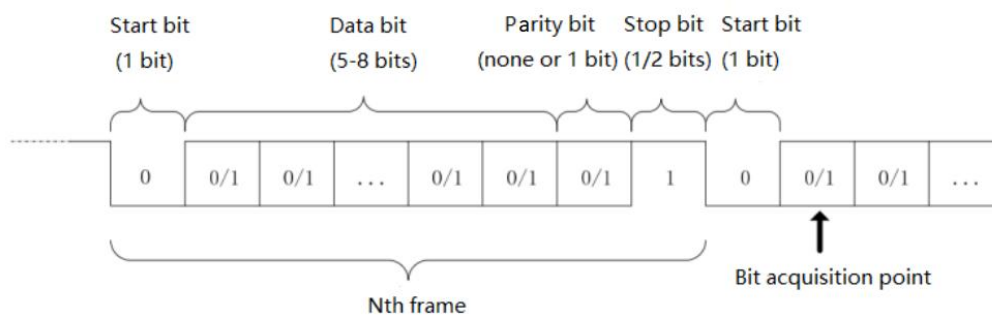 Start bit Data bit Parity bit Stop bit Start bit
(1 bit) (5-8 bits) (none or 1 bit) (1/2 bits) (1 bit)
0 0/1 0/1 ... 0/1 0/1 0/1 1 0 0/1 0/1 ...
Bit acquisition point
Nth frame